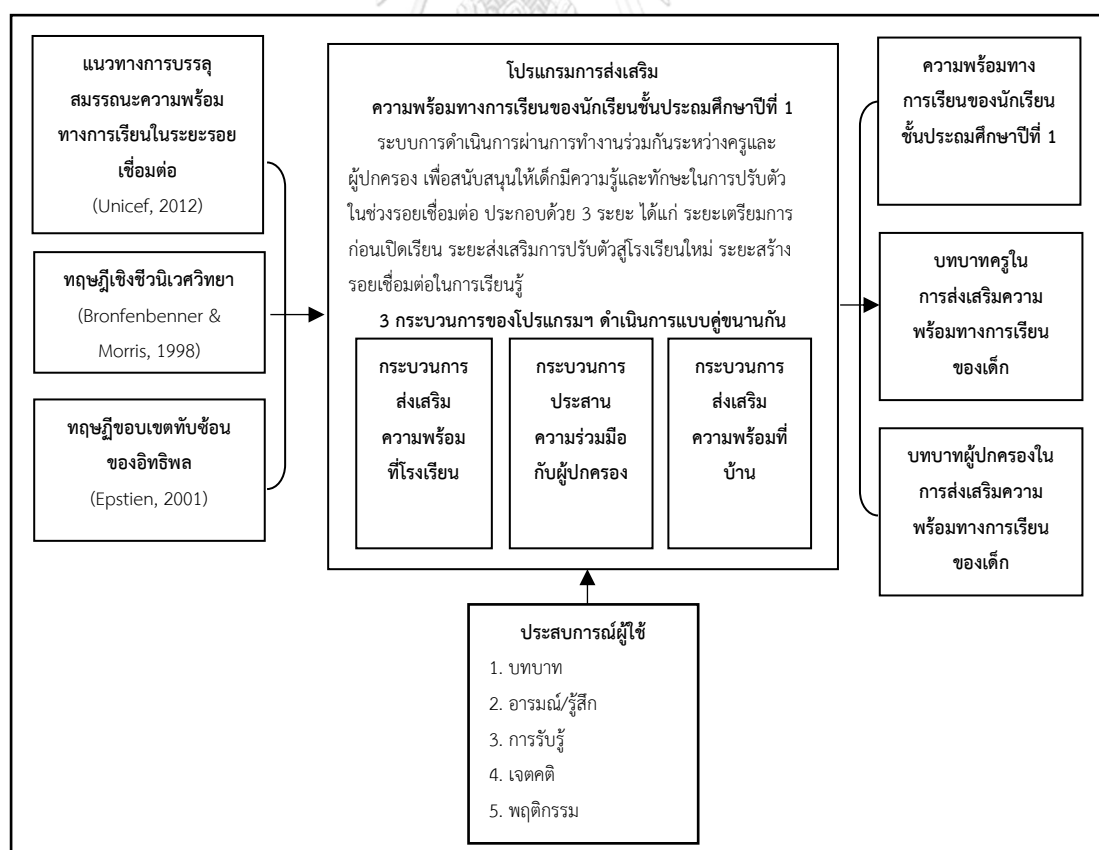 แนวทางการบรรลุ
สมรรถนะความพร้อม
ทางการเรียนในระยะรอย
เชื่อมต่อ
(Unicef, 2012)
ทฤษฎีเชิงชีวนิเวศวิทยา
(Bronfenbenner &
Morris, 1998)
ทฤษฎีขอบเขตทับซ้อน
ของอิทธิพล
(Epstien, 2001)
โปรแกรมการส่งเสริม
ความพร้อมทางการเรียนของนักเรียนชั้นประถมศึกษาปีที่ 1
ระบบการดำเนินการผ่านการทำงานร่วมกันระหว่างครูและ
ผู้ปกครอง เพื่อสนับสนุนให้เด็กมีความรู้และทักษะในการปรับตัว
ในช่วงรอยเชื่อมต่อ ประกอบด้วย 3 ระยะ ได้แก่ ระยะเตรียมการ
ก่อนเปิดเรียน ระยะส่งเสริมการปรับตัวสู่โรงเรียนใหม่ ระยะสร้าง
รอยเชื่อมต่อในการเรียนรู้
3 กระบวนการของโปรแกรมฯ ดำเนินการแบบคู่ขนานกัน
กระบวนการ
ส่งเสริม
ความพร้อม
ที่โรงเรียน
กระบวนการ
ประสาน
ความร่วมมือ
กับผู้ปกครอง
กระบวนการ
ส่งเสริม
ความพร้อมที่
บ้าน
ความพร้อมทาง
การเรียนของนักเรียน
ชั้นประถมศึกษาปีที่ 1
บทบาทครูใน
การส่งเสริมความ
พร้อมทางการเรียน
ของเด็ก
บทบาทผู้ปกครองใน
การส่งเสริมความ
พร้อมทางการเรียน
ของเด็ก
ประสบการณ์ผู้ใช้
1. บทบาท
2. อารมณ์/รู้สึก
3. การรับรู้
4. เจตคติ
5. พฤติกรรม